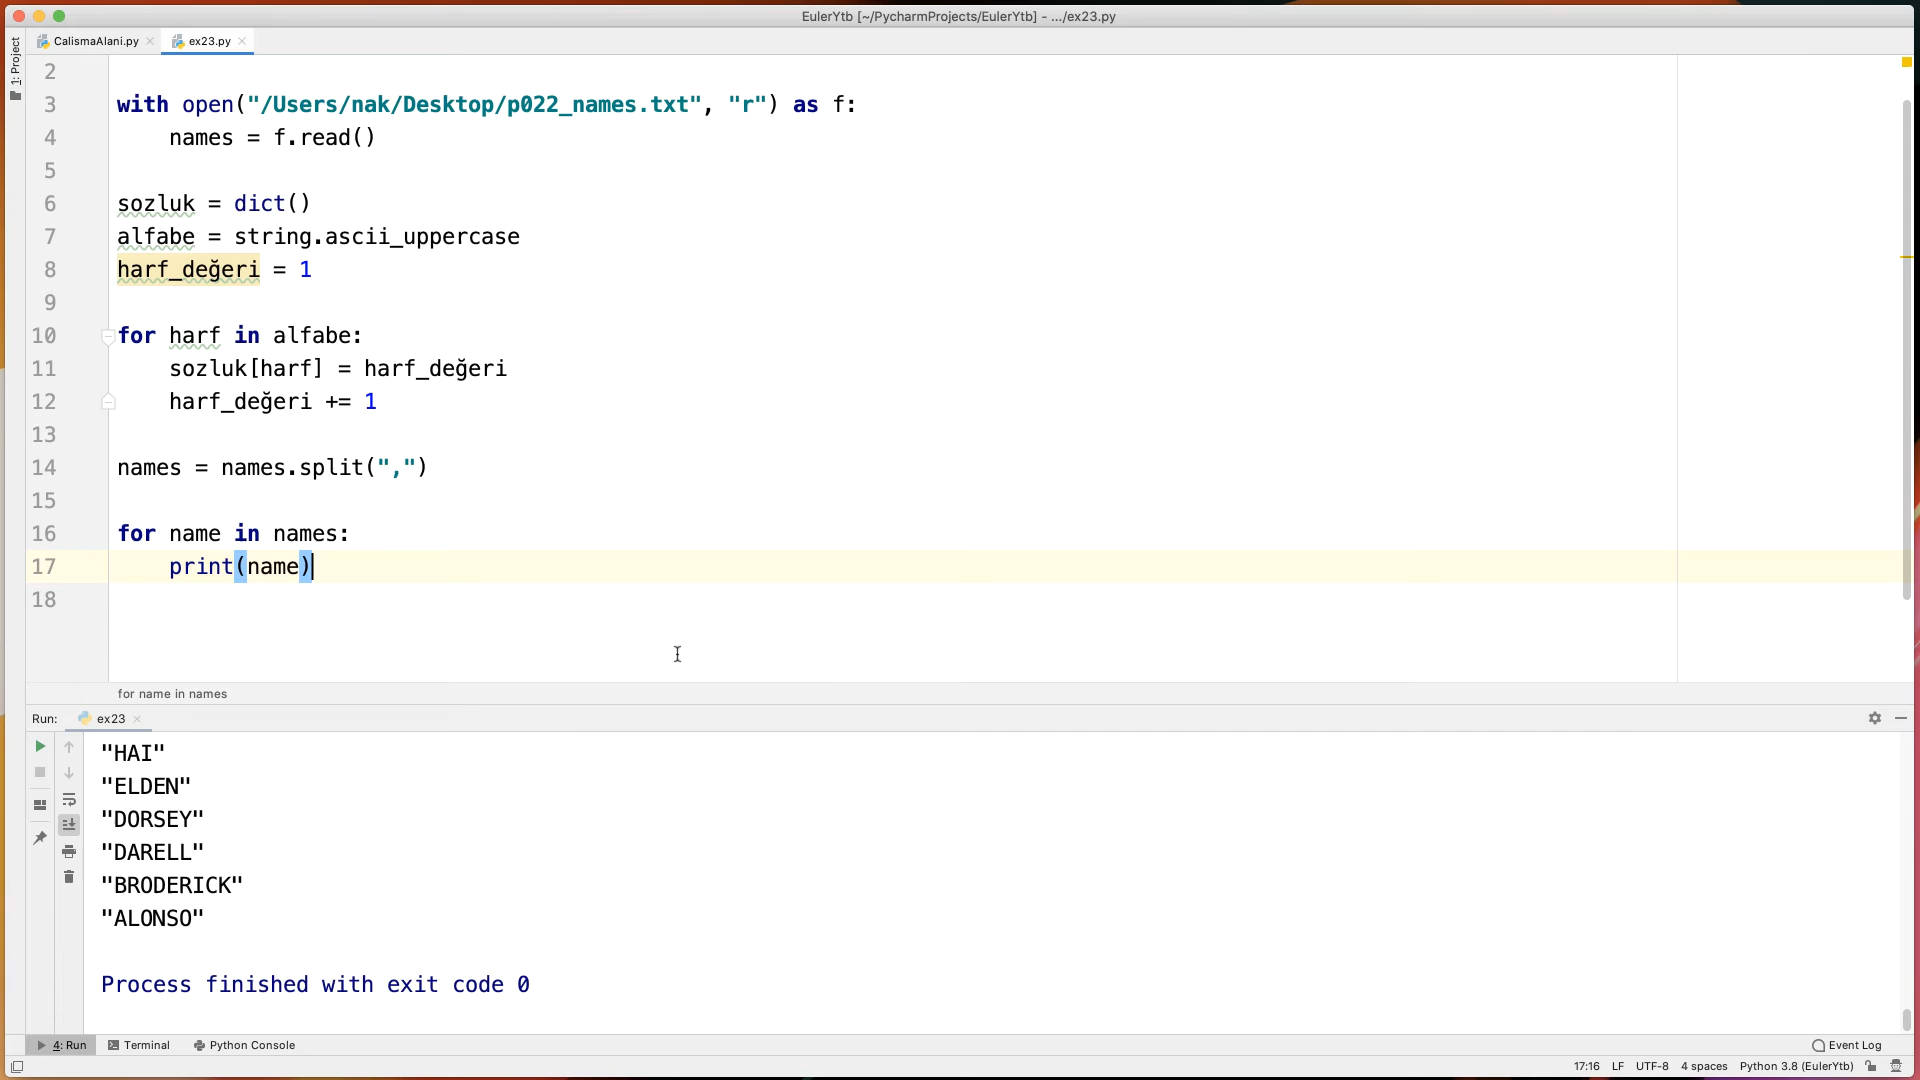 EulerYtb [~/PycharmProjects/EulerYtb] - .../ex23.py
1: Project
CalismaAlani.py
ex23.py
2
3 with open("/Users/nak/Desktop/p022_names.txt", "r") as f:
4 names = f.read()
5
6 sozluk = dict()
7 alfabe = string.ascii_uppercase
8 harf_değeri = 1
9
10 for harf in alfabe:
11 sozluk[harf] = harf_değeri
12 harf_değeri += 1
13
14 names = names.split(",")
15
16 for name in names:
17 print(name)
18
for name in names
Run: ex23
"HAI"
"ELDEN"
"DORSEY"
"DARELL"
"BRODERICK"
"ALONSO"
Process finished with exit code 0
4: Run Terminal Python Console Event Log
17:16 LF UTF-8 4 spaces Python 3.8 (EulerYtb)